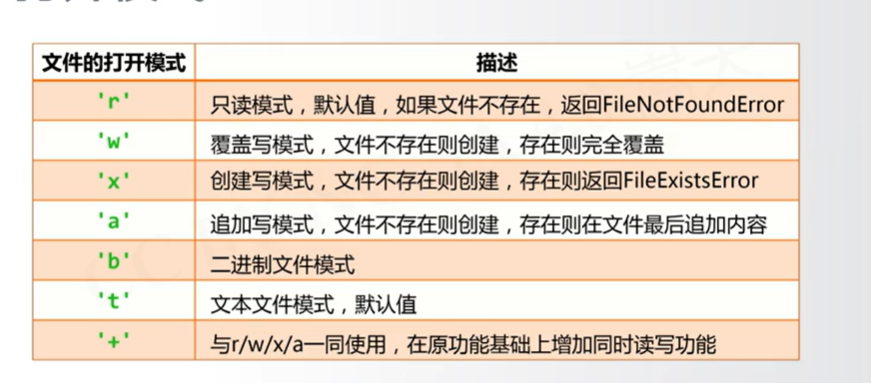 文件的打开模式 描述
'r' 只读模式，默认值，如果文件不存在，返回FileNotFoundError
'w' 覆盖写模式，文件不存在则创建，存在则完全覆盖
'x' 创建写模式，文件不存在则创建，存在则返回FileExistsError
'a' 追加写模式，文件不存在则创建，存在则在文件最后追加内容
'b' 二进制文件模式
't' 文本文件模式，默认值
'+' 与r/w/x/a一同使用，在原功能基础上增加同时读写功能